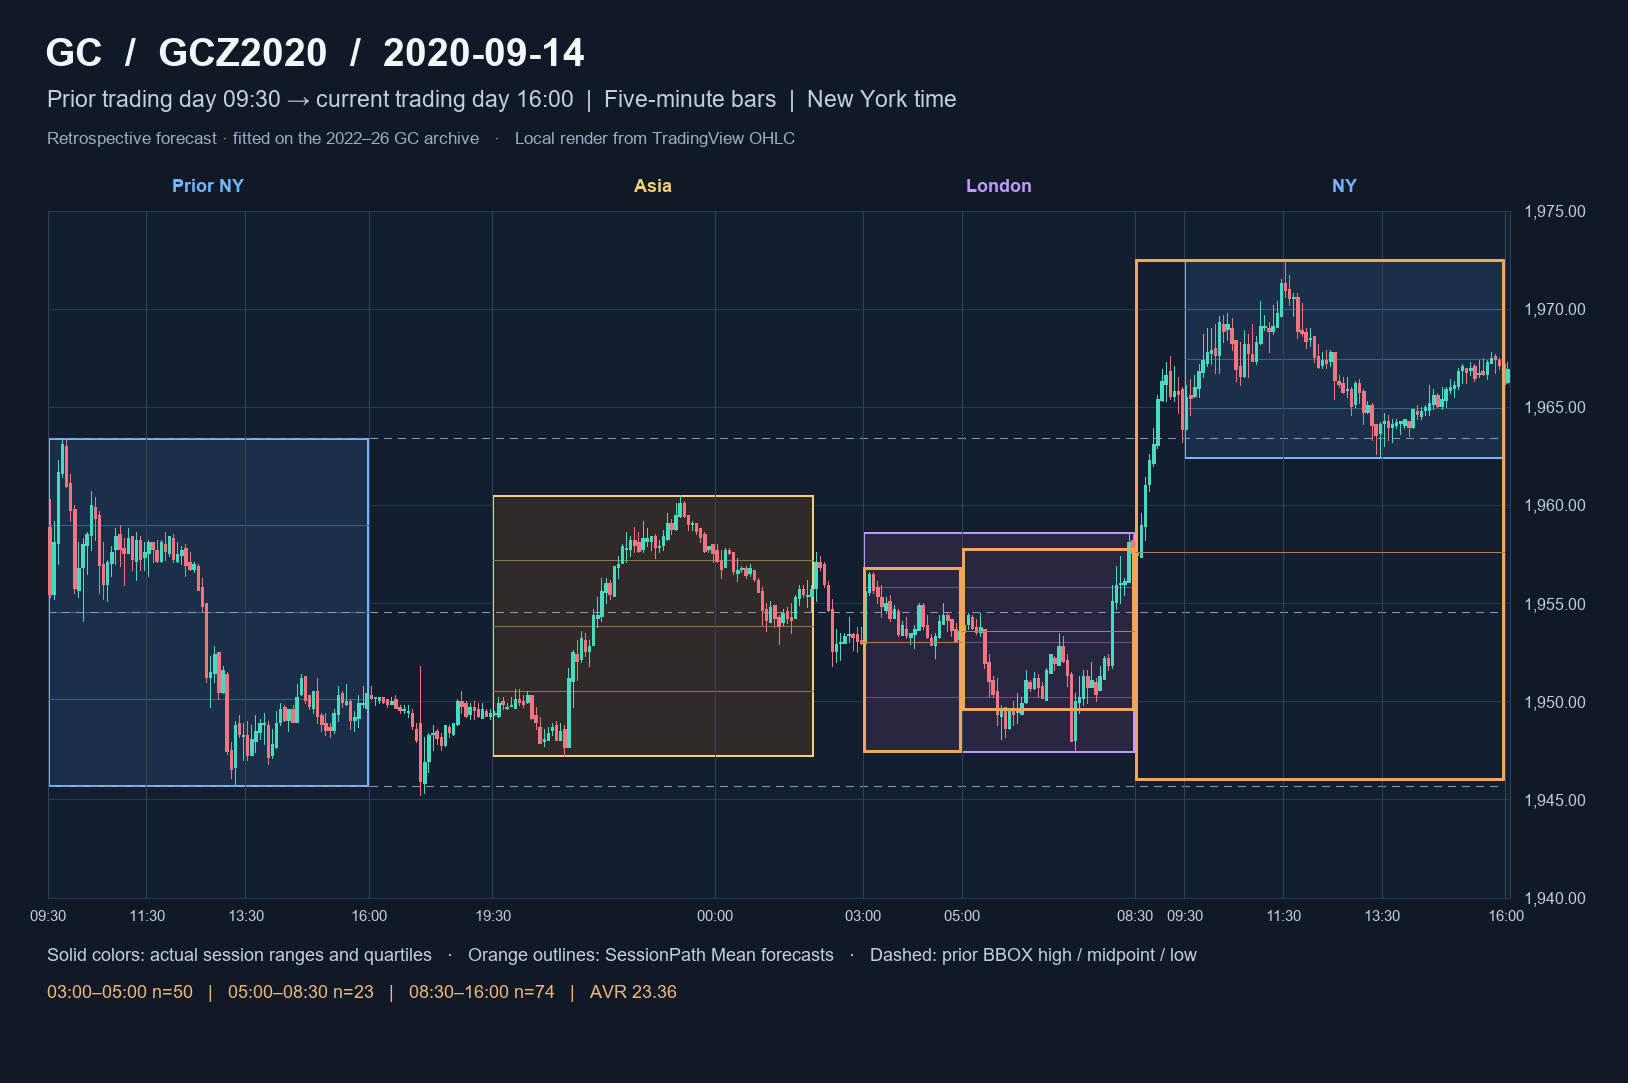 GC / GCZ2020 / 2020-09-14
Prior trading day 09:30 → current trading day 16:00 | Five-minute bars | New York time
Retrospective forecast · fitted on the 2022–26 GC archive · Local render from TradingView OHLC
Prior NY Asia London NY
1,975.00
1,970.00
1,965.00
1,960.00
1,955.00
1,950.00
1,945.00
1,940.00
09:30 11:30 13:30 16:00 19:30 00:00 03:00 05:00 08:30 09:30 11:30 13:30 16:00
Solid colors: actual session ranges and quartiles · Orange outlines: SessionPath Mean forecasts · Dashed: prior BBOX high / midpoint / low
03:00–05:00 n=50 | 05:00–08:30 n=23 | 08:30–16:00 n=74 | AVR 23.36